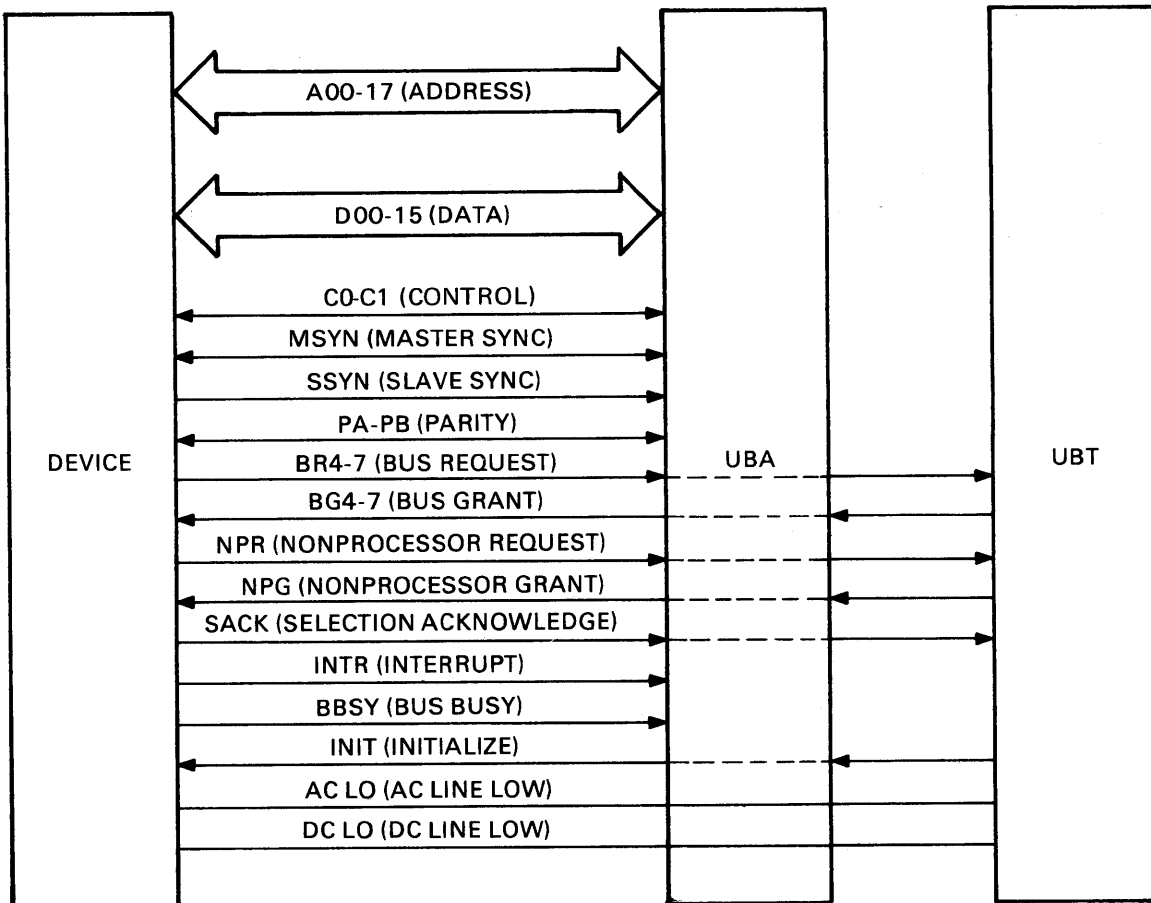 A00-17 (ADDRESS)
D00-15 (DATA)
C0-C1 (CONTROL)
MSYN (MASTER SYNC)
SSYN (SLAVE SYNC)
PA-PB (PARITY)
DEVICE
BR4-7 (BUS REQUEST)
UBA
UBT
BG4-7 (BUS GRANT)
NPR (NONPROCESSOR REQUEST)
NPG (NONPROCESSOR GRANT)
SACK (SELECTION ACKNOWLEDGE)
INTR (INTERRUPT)
BBSY (BUS BUSY)
INIT (INITIALIZE)
AC LO (AC LINE LOW)
DC LO (DC LINE LOW)